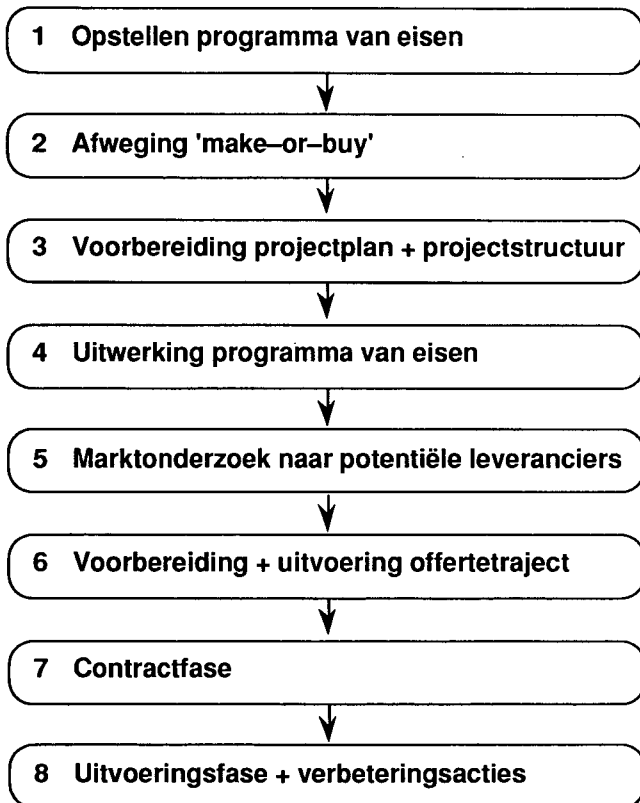 1 Opstellen programma van eisen
2 Afweging 'make–or–buy'
3 Voorbereiding projectplan + projectstructuur
4 Uitwerking programma van eisen
5 Marktonderzoek naar potentiële leveranciers
6 Voorbereiding + uitvoering offertetraject
7 Contractfase
8 Uitvoeringsfase + verbeteringsacties